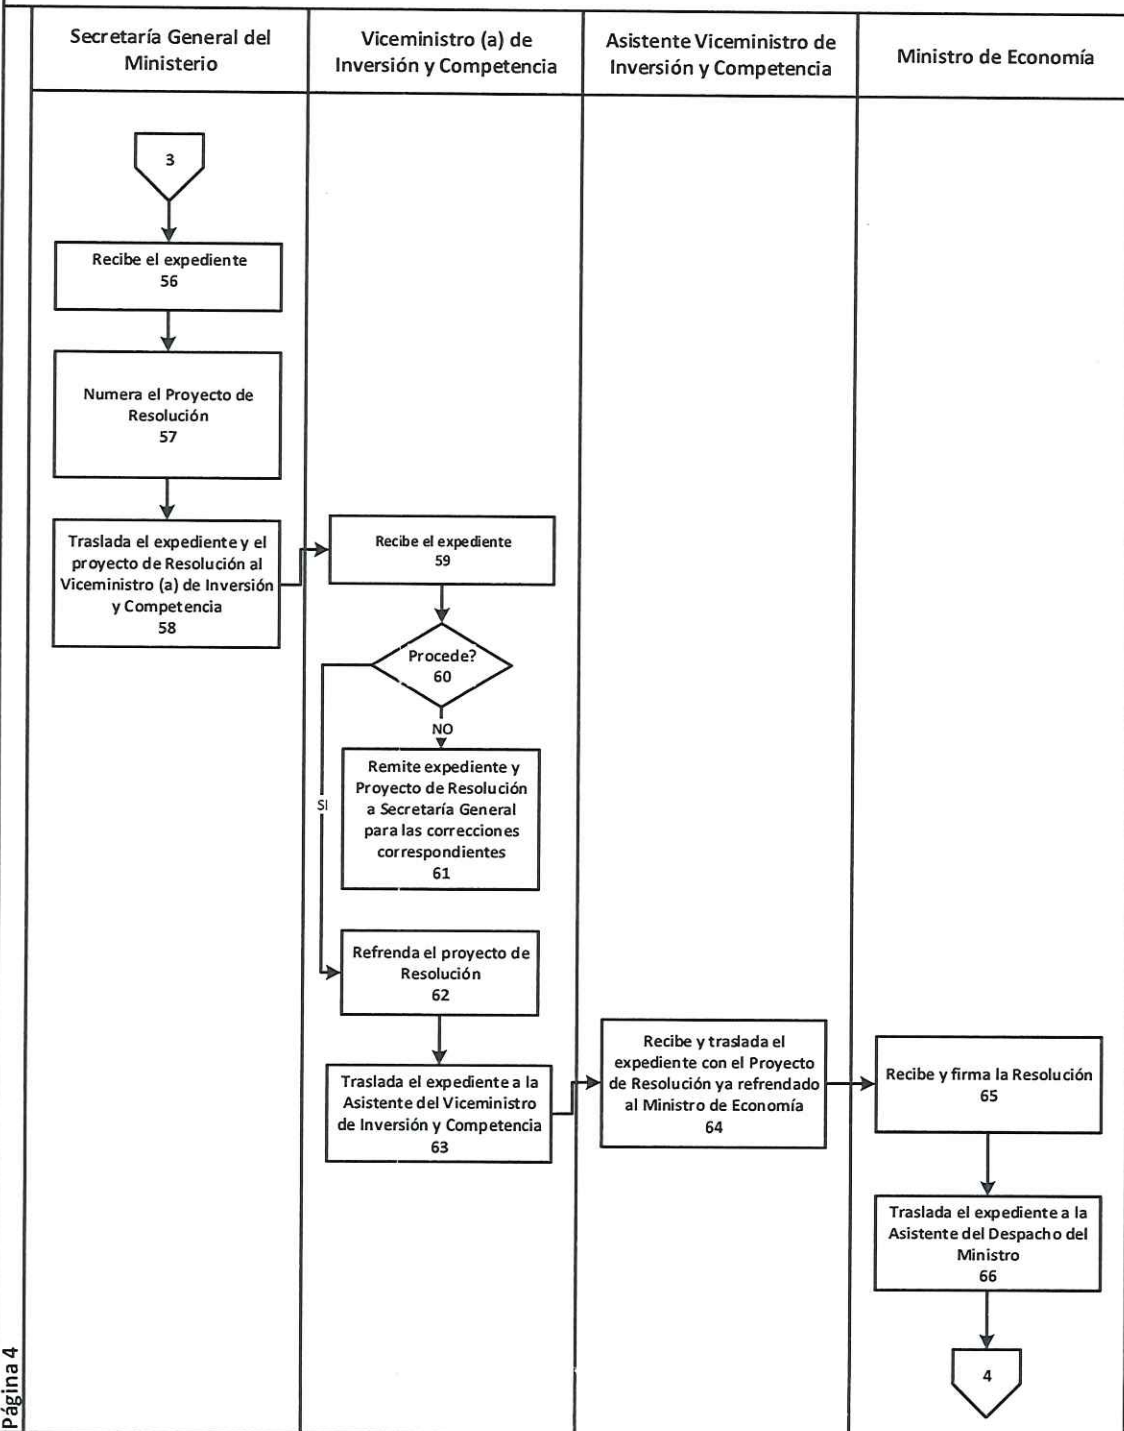 Secretaría General del
Ministerio
Viceministro (a) de
Inversión y Competencia
Asistente Viceministro de
Inversión y Competencia
Ministro de Economía
3
Recibe el expediente
56
Numera el Proyecto de
Resolución
57
Traslada el expediente y el
proyecto de Resolución al
Viceministro (a) de Inversión
y Competencia
58
Recibe el expediente
59
Procede?
60
NO
SI
Remite expediente y
Proyecto de Resolución
a Secretaría General
para las correcciones
correspondientes
61
Refrenda el proyecto de
Resolución
62
Traslada el expediente a la
Asistente del Viceministro
de Inversión y Competencia
63
Recibe y traslada el
expediente con el Proyecto
de Resolución ya refrendado
al Ministro de Economía
64
Recibe y firma la Resolución
65
Traslada el expediente a la
Asistente del Despacho del
Ministro
66
4
Página 4